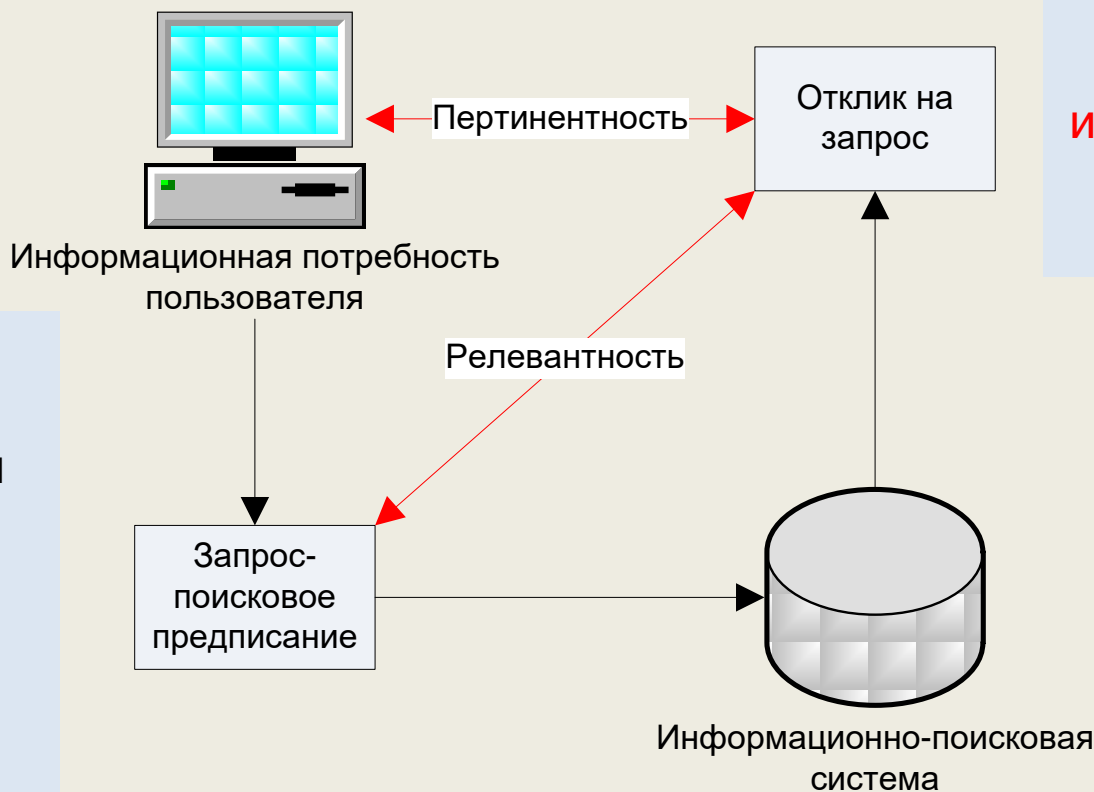 Пертинентность
Отклик на
запрос
и
Информационная потребность
пользователя
Релевантность
Запрос-
поисковое
предписание
Информационно-поисковая
система